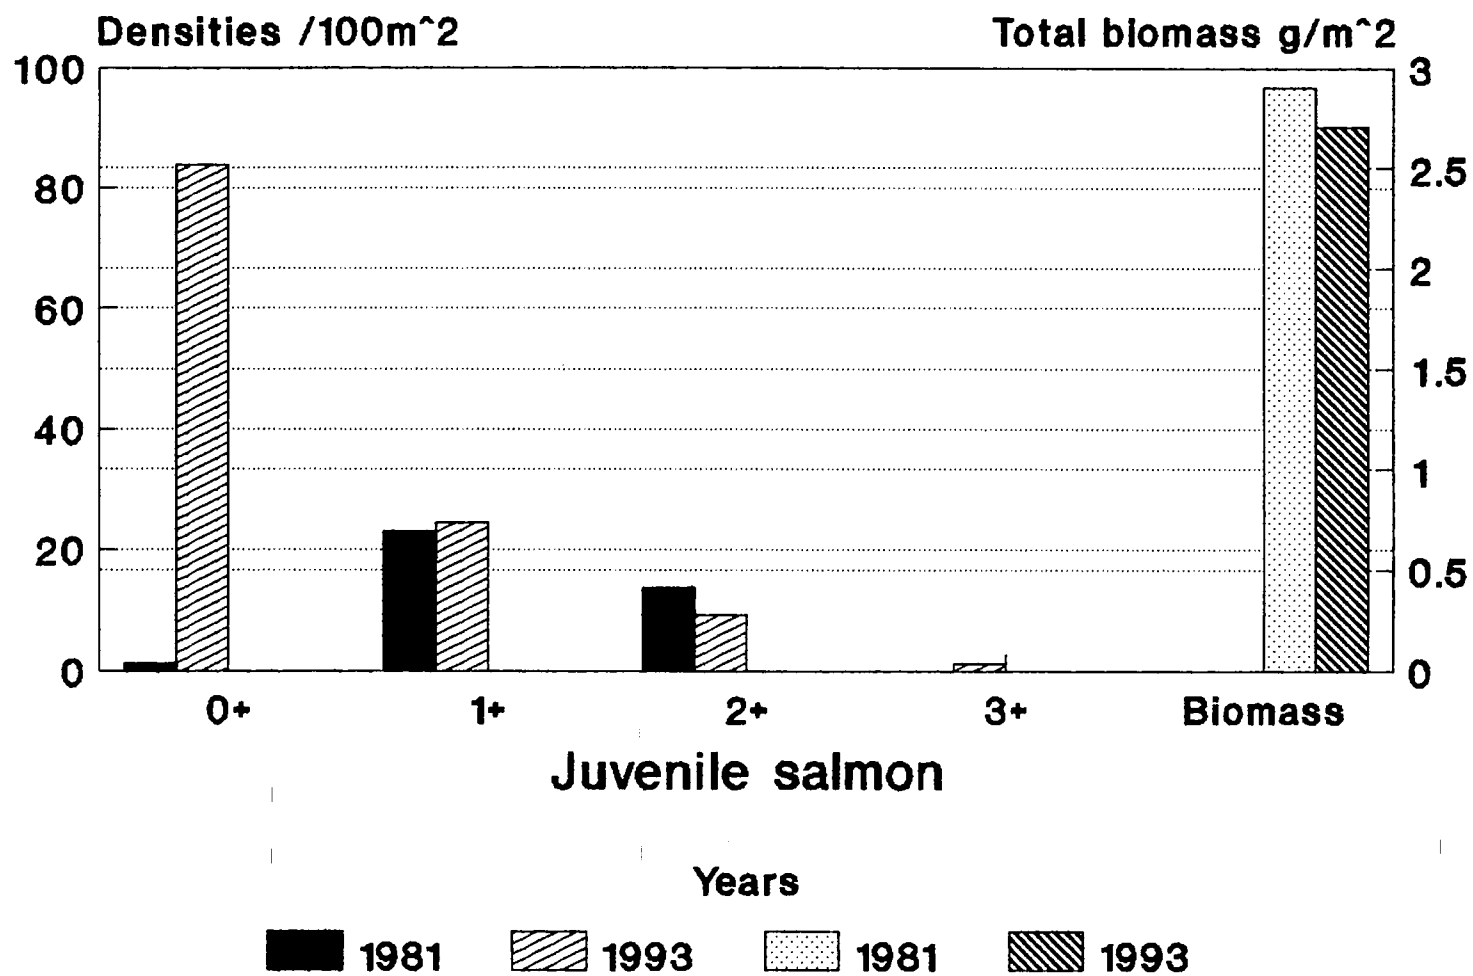 Densities /100m^2 Total biomass g/m^2
100 3
2.5
80
2
60
1.5
40
1
20
0.5
0 0
0+ 1+ 2+ 3+ Biomass
Juvenile salmon
Years
1981 1993 1981 1993